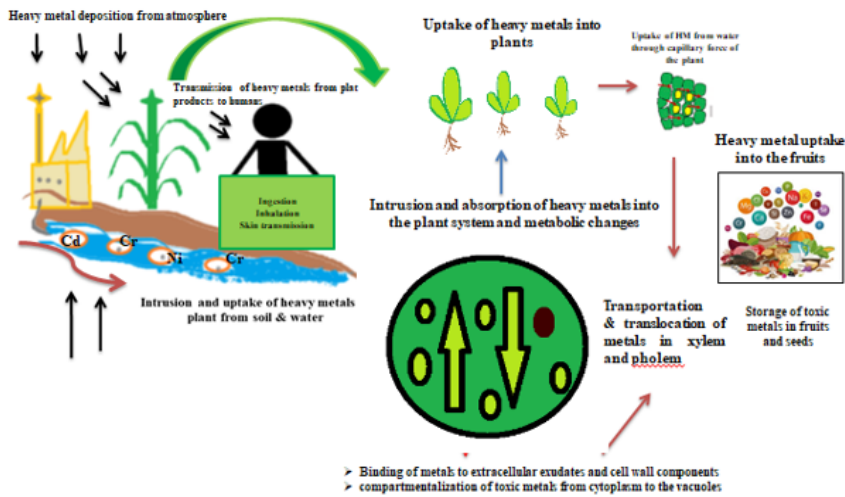 Heavy metal deposition from atmosphere
Transmission of heavy metals from plat
products to humans
Ingestion
Inhalation
Skin transmission
Cd
Cr
Ni
Cr
Intrusion and uptake of heavy metals
plant from soil & water
Uptake of heavy metals into
plants
Uptake of HM from water
through capillary force of
the plant
Intrusion and absorption of heavy metals into
the plant system and metabolic changes
Heavy metal uptake
into the fruits
Transportation
& translocation of
metals in xylem
and pholem
Storage of toxic
metals in fruits
and seeds
➤ Binding of metals to extracellular exudates and cell wall components
➤ compartmentalization of toxic metals from cytoplasm to the vacuoles